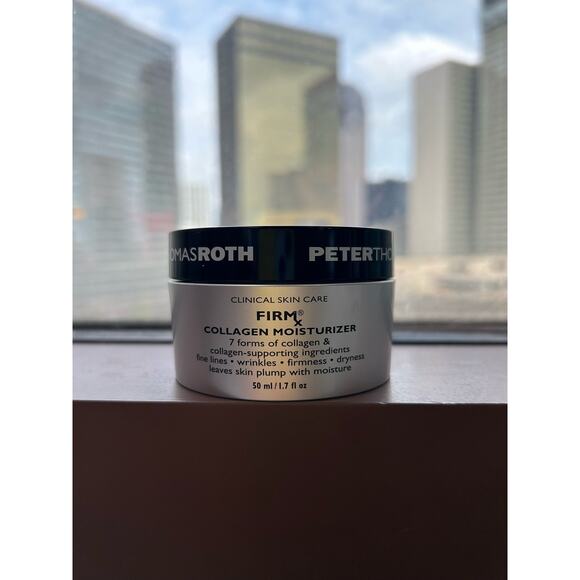 OMASROTH PETERTHO
CLINICAL SKIN CARE
FIRMx®
COLLAGEN MOISTURIZER
7 forms of collagen &
collagen-supporting ingredients
fine lines • wrinkles • firmness • dryness
leaves skin plump with moisture
50 ml/1.7 fl oz